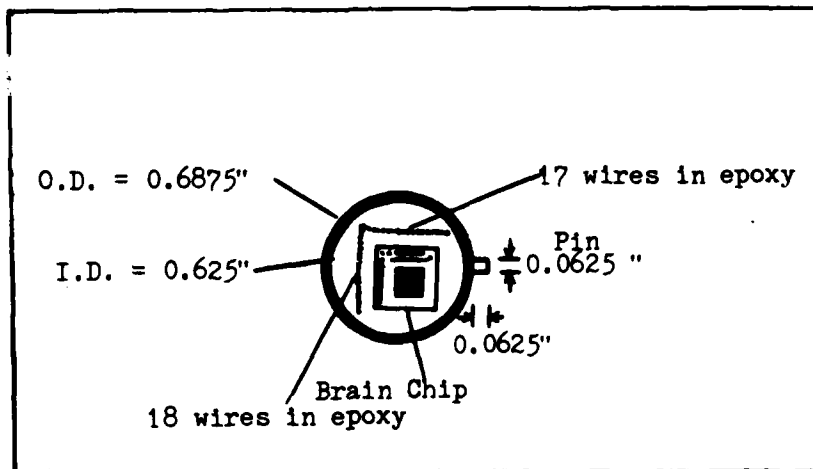 O.D. = 0.6875"
17 wires in epoxy
I.D. = 0.625"
Pin
0.0625 "
0.0625"
Brain Chip
18 wires in epoxy